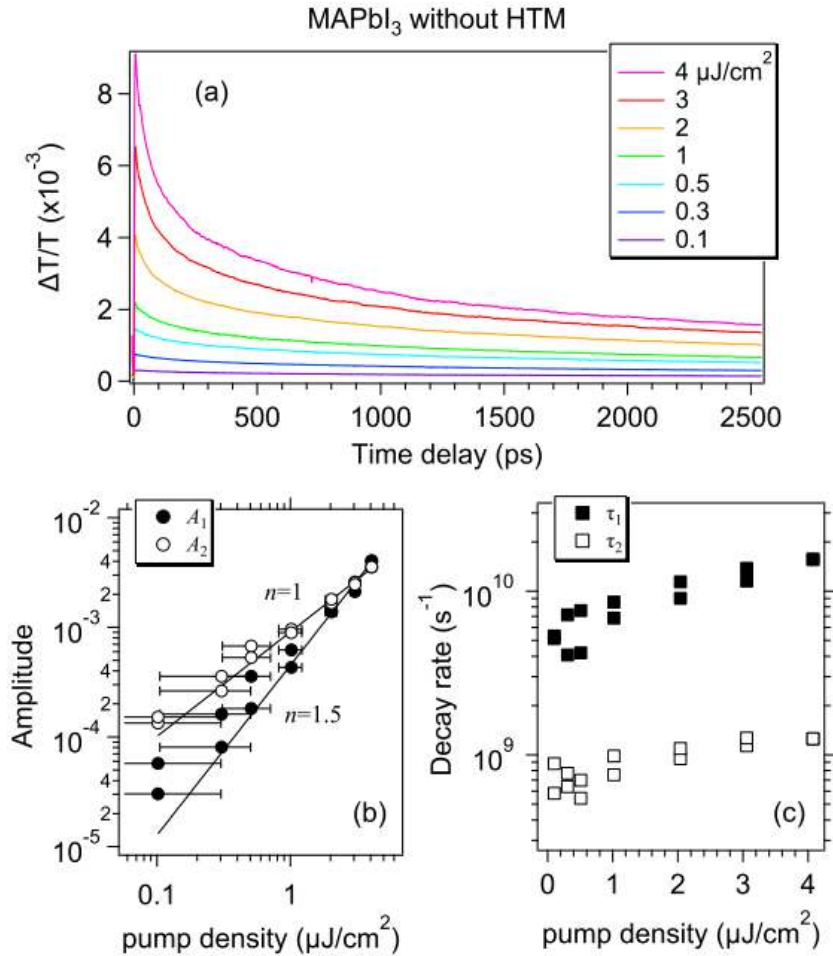 MAPbI₃ without HTM
(a)
4 μJ/cm²
3
2
1
0.5
0.3
0.1
ΔT/T (x10⁻³)
8
6
4
2
0
0
500
1000
1500
2000
2500
Time delay (ps)
A₁
A₂
n=1
n=1.5
(b)
Amplitude
10⁻²
4
2
10⁻³
4
2
10⁻⁴
4
2
10⁻⁵
0.1
1
pump density (μJ/cm²)
τ₁
τ₂
(c)
Decay rate (s⁻¹)
10¹⁰
10⁹
0
1
2
3
4
pump density (μJ/cm²)